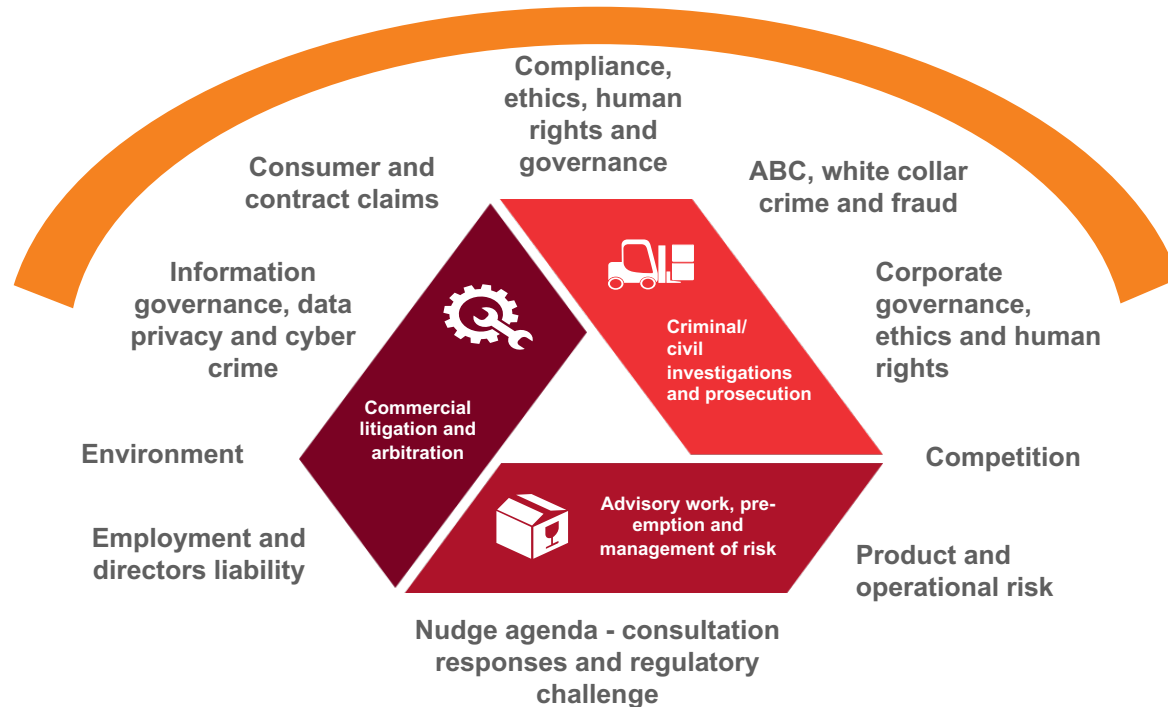 Compliance,
ethics, human
rights and
governance
Consumer and
contract claims
ABC, white collar
crime and fraud
Information
governance, data
privacy and cyber
crime
Corporate
governance,
ethics and human
rights
Criminal/
civil
investigations
and prosecution
Commercial
litigation and
arbitration
Environment
Competition
Advisory work, pre-
emption and
management of risk
Employment and
directors liability
Product and
operational risk
Nudge agenda - consultation
responses and regulatory
challenge